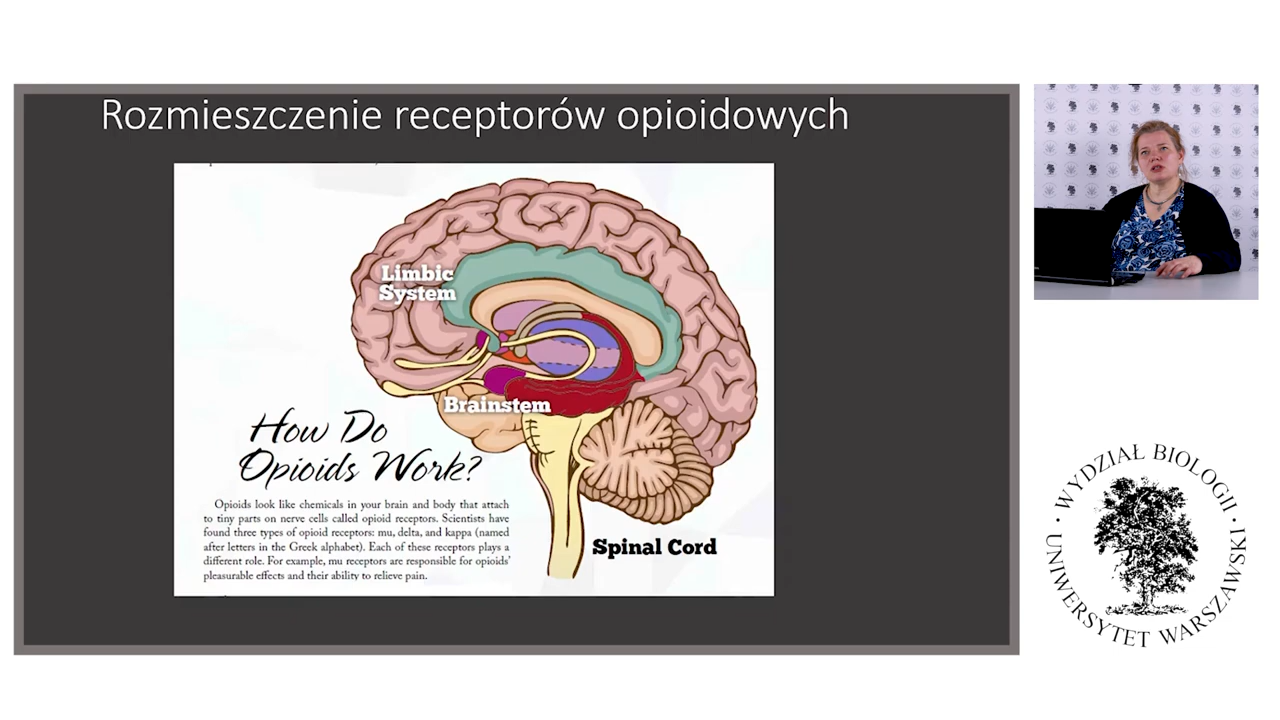 Rozmieszczenie receptorów opioidowych
Limbic
System
Brainstem
How Do
Opioids Work?
Opioids look like chemicals in your brain and body that attach
to tiny parts on nerve cells called opioid receptors. Scientists have
found three types of opioid receptors: mu, delta, and kappa (named
after letters in the Greek alphabet). Each of these receptors plays a
different role. For example, mu receptors are responsible for opioids'
pleasurable effects and their ability to relieve pain.
Spinal Cord
· WYDZIAŁ BIOLOGII ·
UNIWERSYTET WARSZAWSKI